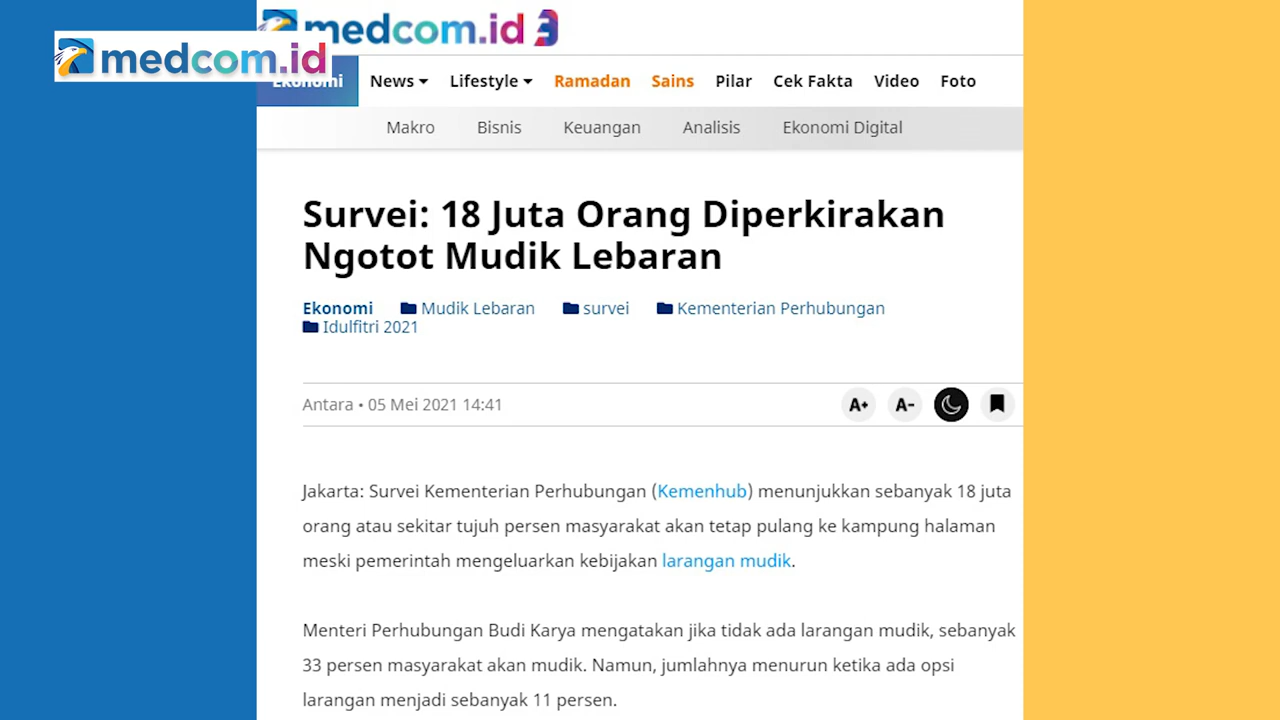 medcom.id
medcom.id
Ekonomi News Lifestyle Ramadan Sains Pilar Cek Fakta Video Foto
Makro Bisnis Keuangan Analisis Ekonomi Digital
Survei: 18 Juta Orang Diperkirakan
Ngotot Mudik Lebaran
Ekonomi Mudik Lebaran survei Kementerian Perhubungan
Idulfitri 2021
Antara • 05 Mei 2021 14:41 A+ A-
Jakarta: Survei Kementerian Perhubungan (Kemenhub) menunjukkan sebanyak 18 juta
orang atau sekitar tujuh persen masyarakat akan tetap pulang ke kampung halaman
meski pemerintah mengeluarkan kebijakan larangan mudik.
Menteri Perhubungan Budi Karya mengatakan jika tidak ada larangan mudik, sebanyak
33 persen masyarakat akan mudik. Namun, jumlahnya menurun ketika ada opsi
larangan menjadi sebanyak 11 persen.